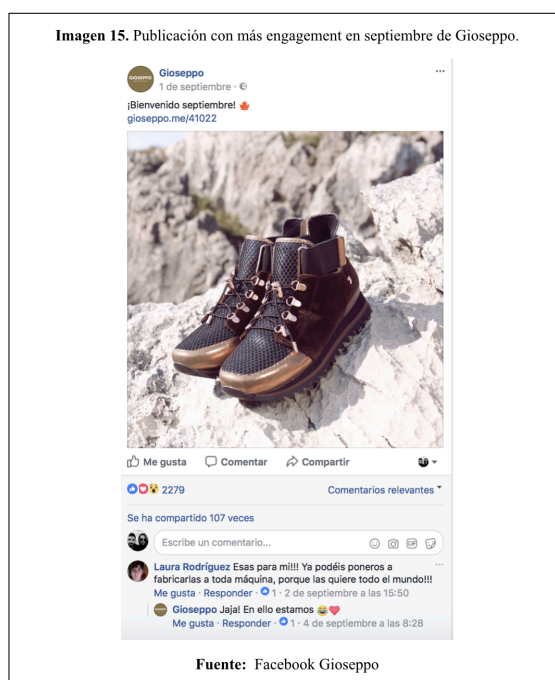 Imagen 15. Publicación con más engagement en septiembre de Gioseppo.
GIOSEPPO
Gioseppo
1 de septiembre ·
¡Bienvenido septiembre! 🍁
gioseppo.me/41022
Me gusta Comentar Compartir
2279 Comentarios relevantes
Se ha compartido 107 veces
Escribe un comentario...
GIF
Laura Rodríguez Esas para mi!!! Ya podéis poneros a
fabricarlas a toda máquina, porque las quiere todo el mundo!!!
Me gusta · Responder · 1 · 2 de septiembre a las 15:50
Gioseppo Jaja! En ello estamos 😂❤️
Me gusta · Responder · 1 · 4 de septiembre a las 8:28
Fuente: Facebook Gioseppo